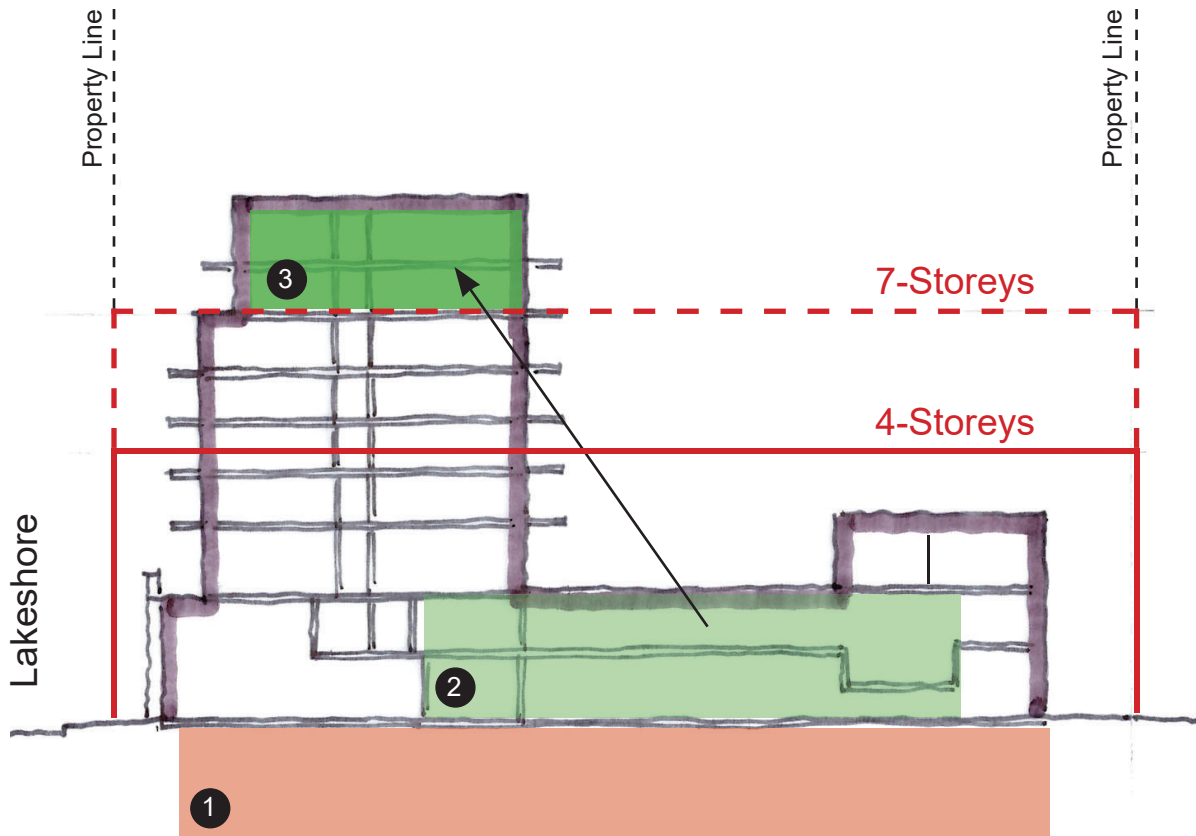 Property Line
Property Line
3
7-Storeys
4-Storeys
Lakeshore
2
1